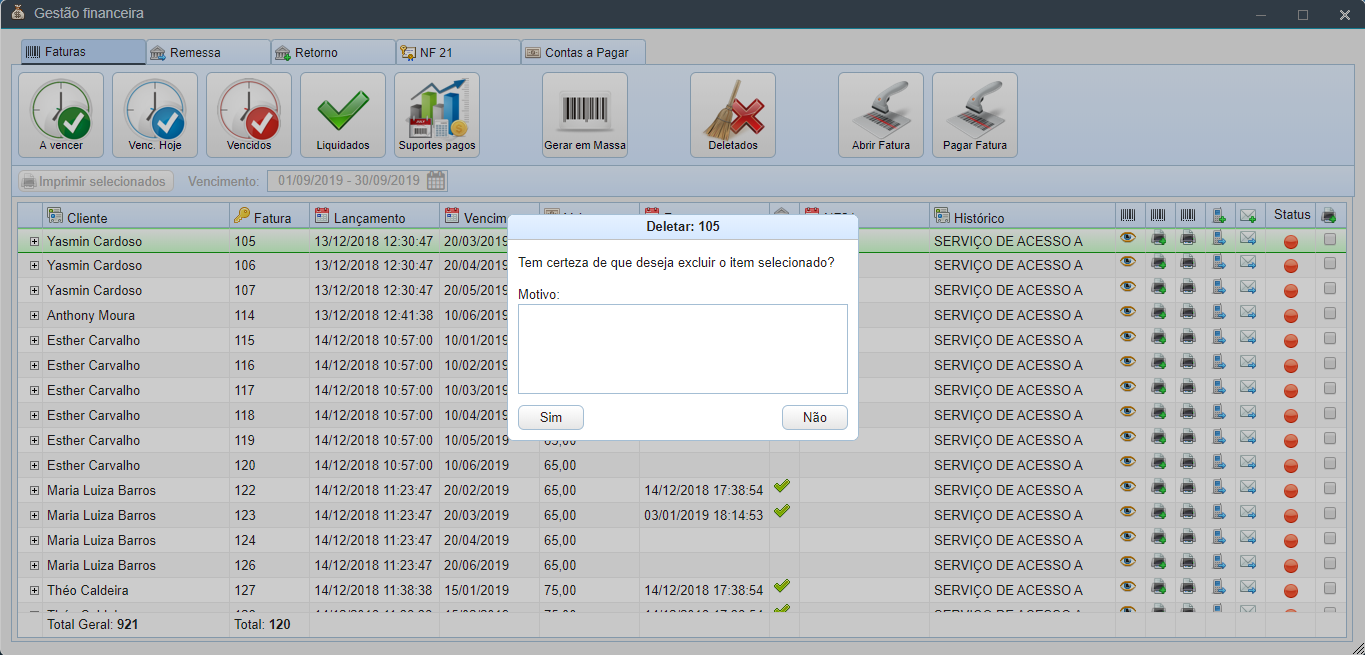 Gestão financeira
Faturas Remessa Retorno NF 21 Contas a Pagar
A vencer Venc. Hoje Vencidos Liquidados Suportes pagos Gerar em Massa Deletados Abrir Fatura Pagar Fatura
Imprimir selecionados Vencimento: 01/09/2019 - 30/09/2019
Cliente Fatura Lançamento Vencim Histórico Status
Deletar: 105
Tem certeza de que deseja excluir o item selecionado?
Motivo:
Sim Não
Yasmin Cardoso 105 13/12/2018 12:30:47 20/03/2019 SERVIÇO DE ACESSO A
Yasmin Cardoso 106 13/12/2018 12:30:47 20/04/2019 SERVIÇO DE ACESSO A
Yasmin Cardoso 107 13/12/2018 12:30:47 20/05/2019 SERVIÇO DE ACESSO A
Anthony Moura 114 13/12/2018 12:41:38 10/06/2019 SERVIÇO DE ACESSO A
Esther Carvalho 115 14/12/2018 10:57:00 10/01/2019 SERVIÇO DE ACESSO A
Esther Carvalho 116 14/12/2018 10:57:00 10/02/2019 SERVIÇO DE ACESSO A
Esther Carvalho 117 14/12/2018 10:57:00 10/03/2019 SERVIÇO DE ACESSO A
Esther Carvalho 118 14/12/2018 10:57:00 10/04/2019 SERVIÇO DE ACESSO A
Esther Carvalho 119 14/12/2018 10:57:00 10/05/2019 65,00 SERVIÇO DE ACESSO A
Esther Carvalho 120 14/12/2018 10:57:00 10/06/2019 65,00 SERVIÇO DE ACESSO A
Maria Luiza Barros 122 14/12/2018 11:23:47 20/02/2019 65,00 14/12/2018 17:38:54 SERVIÇO DE ACESSO A
Maria Luiza Barros 123 14/12/2018 11:23:47 20/03/2019 65,00 03/01/2019 18:14:53 SERVIÇO DE ACESSO A
Maria Luiza Barros 124 14/12/2018 11:23:47 20/04/2019 65,00 SERVIÇO DE ACESSO A
Maria Luiza Barros 126 14/12/2018 11:23:47 20/06/2019 65,00 SERVIÇO DE ACESSO A
Théo Caldeira 127 14/12/2018 11:38:38 15/01/2019 75,00 14/12/2018 17:38:54 SERVIÇO DE ACESSO A
Total Geral: 921 Total: 120